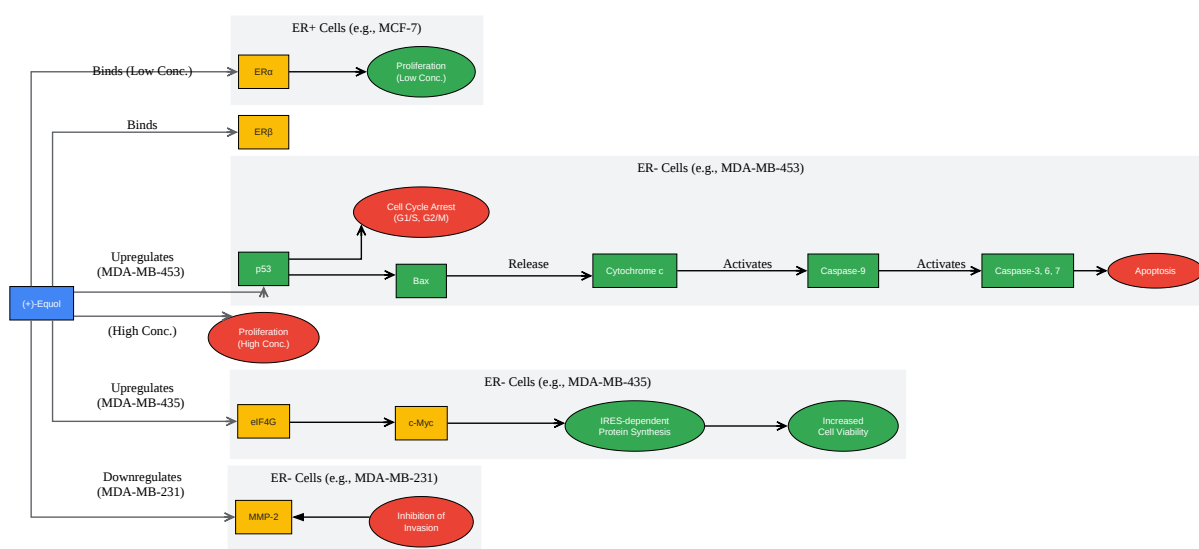 ER+ Cells (e.g., MCF-7)
Binds (Low Conc.)
ERα
Proliferation
(Low Conc.)
Binds
ERβ
ER- Cells (e.g., MDA-MB-453)
Cell Cycle Arrest
(G1/S, G2/M)
Upregulates
(MDA-MB-453)
p53
Bax
Release
Cytochrome c
Activates
Caspase-9
Activates
Caspase-3, 6, 7
Apoptosis
(+)-Equol
(High Conc.)
Proliferation
(High Conc.)
ER- Cells (e.g., MDA-MB-435)
Upregulates
(MDA-MB-435)
eIF4G
c-Myc
IRES-dependent
Protein Synthesis
Increased
Cell Viability
ER- Cells (e.g., MDA-MB-231)
Downregulates
(MDA-MB-231)
MMP-2
Inhibition of
Invasion